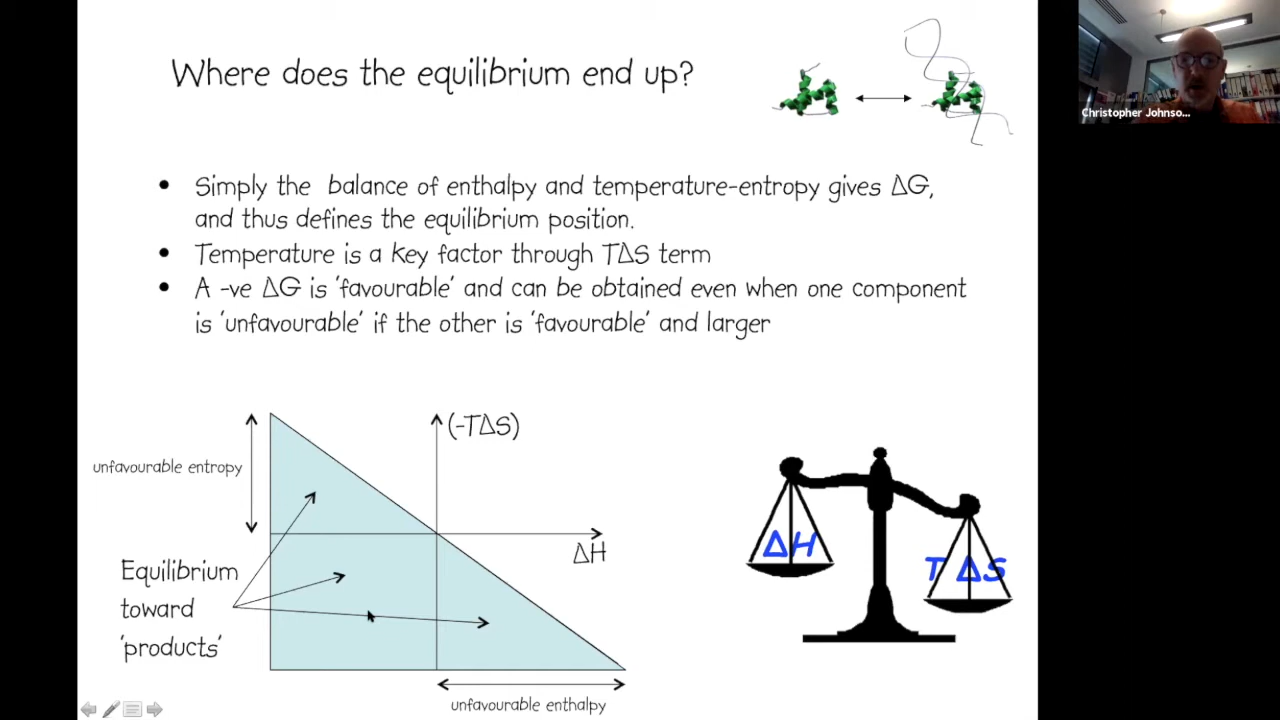 Where does the equilibrium end up?
Christopher Johnso...
Simply the balance of enthalpy and temperature-entropy gives ΔG,
and thus defines the equilibrium position.
Temperature is a key factor through TΔS term
A -ve ΔG is 'favourable' and can be obtained even when one component
is 'unfavourable' if the other is 'favourable' and larger
(-TΔS)
unfavourable entropy
ΔH
Equilibrium
toward
'products'
unfavourable enthalpy
ΔH
TΔS